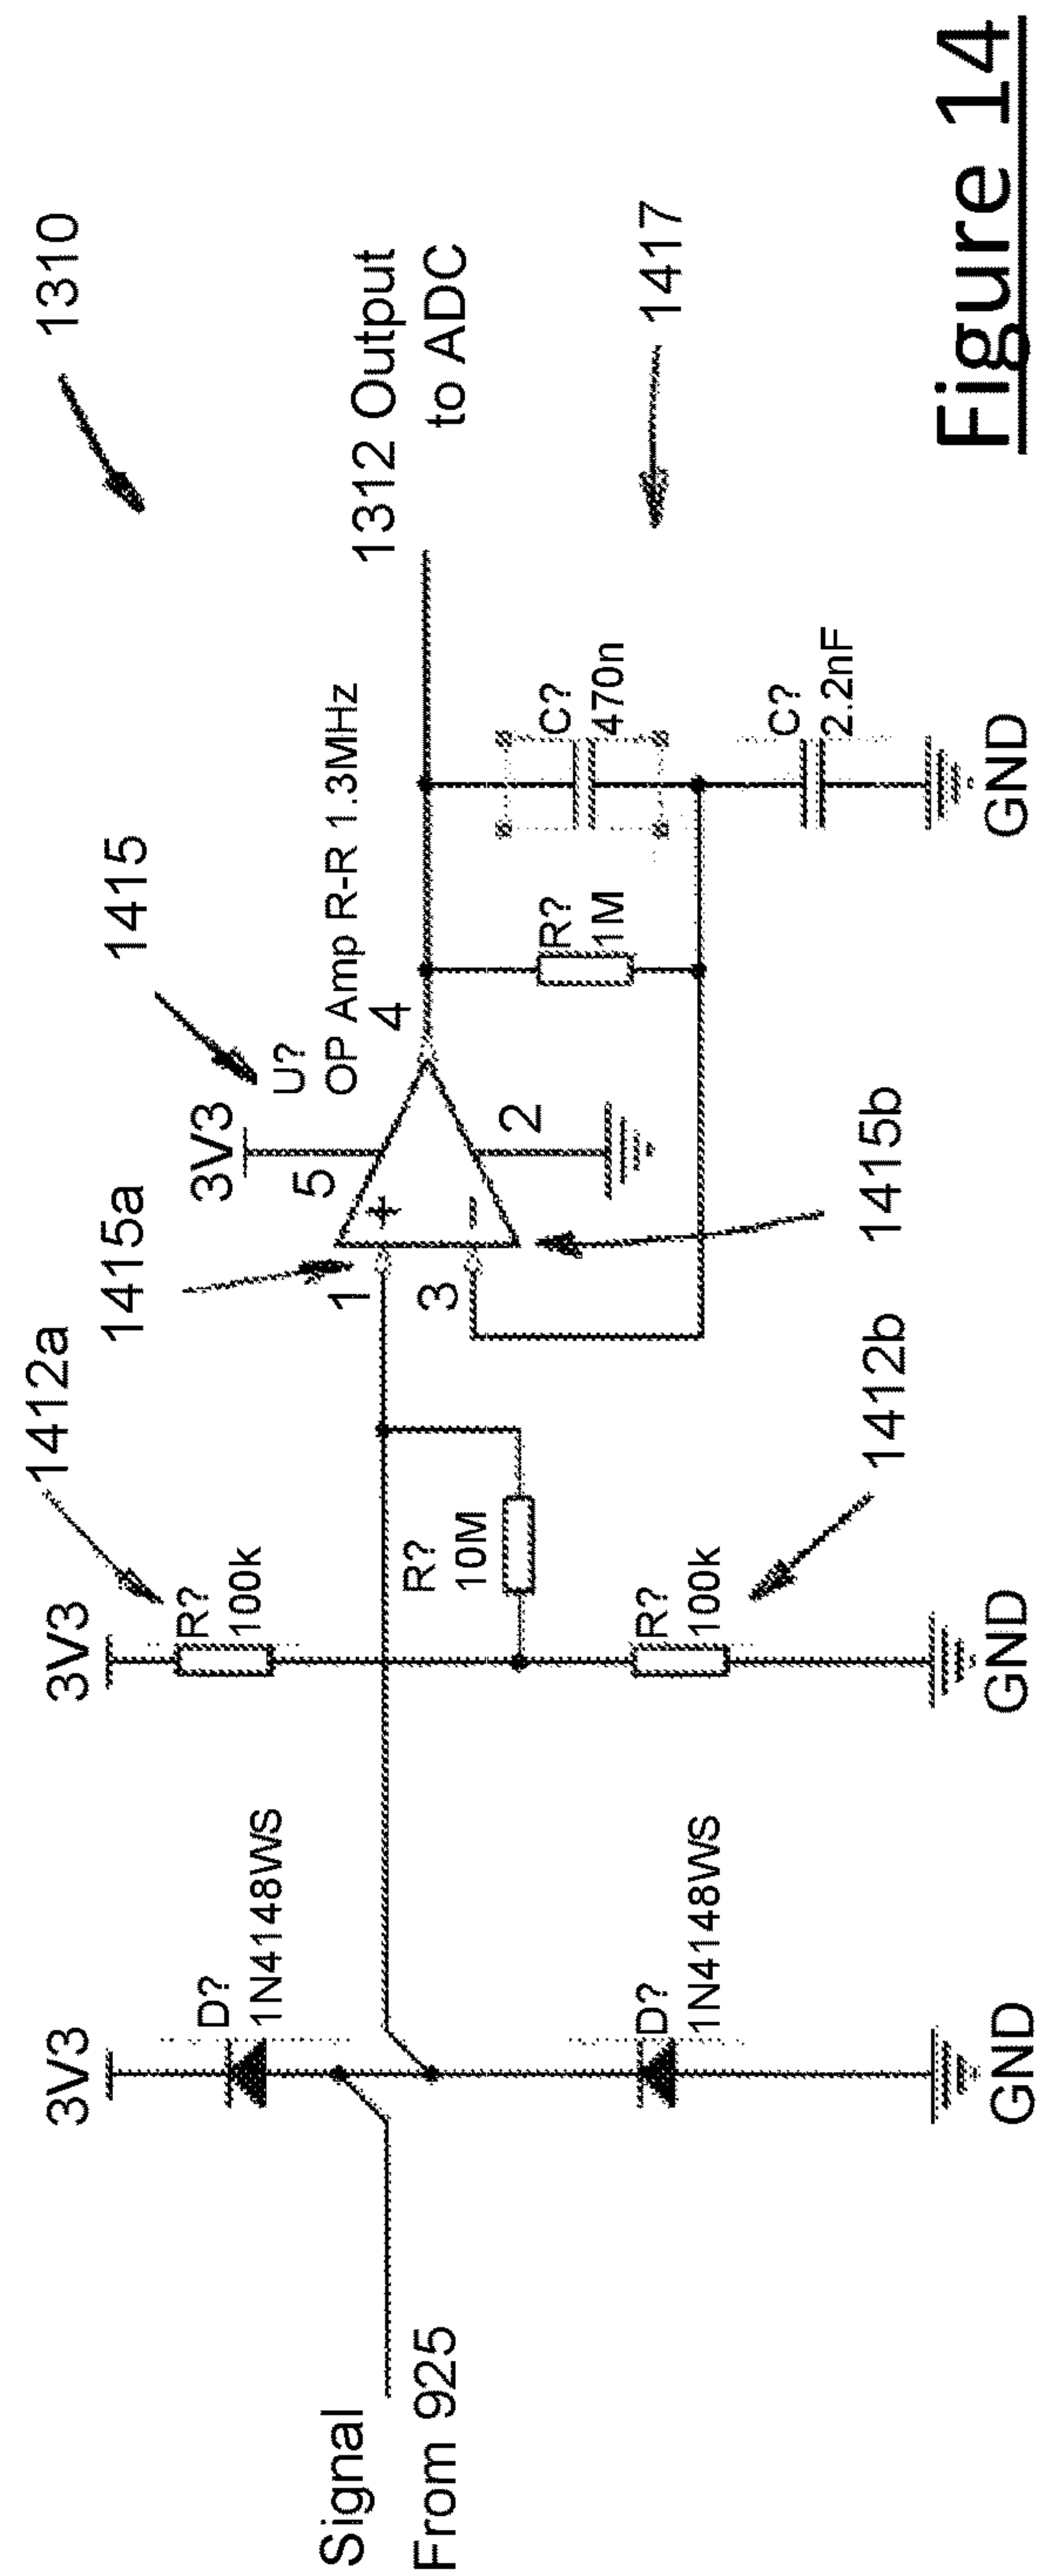 1310
1412a
1415a
1415
3V3
3V3
3V3
D?
1N4148WS
R?
100k
U?
OP Amp R-R 1.3MHz
5
1
3
4
2
+
-
Signal
From 925
1312 Output
to ADC
R?
10M
R?
1M
C?
470n
1417
D?
1N4148WS
R?
100k
C?
2.2nF
1412b
1415b
GND
GND
GND
Figure 14